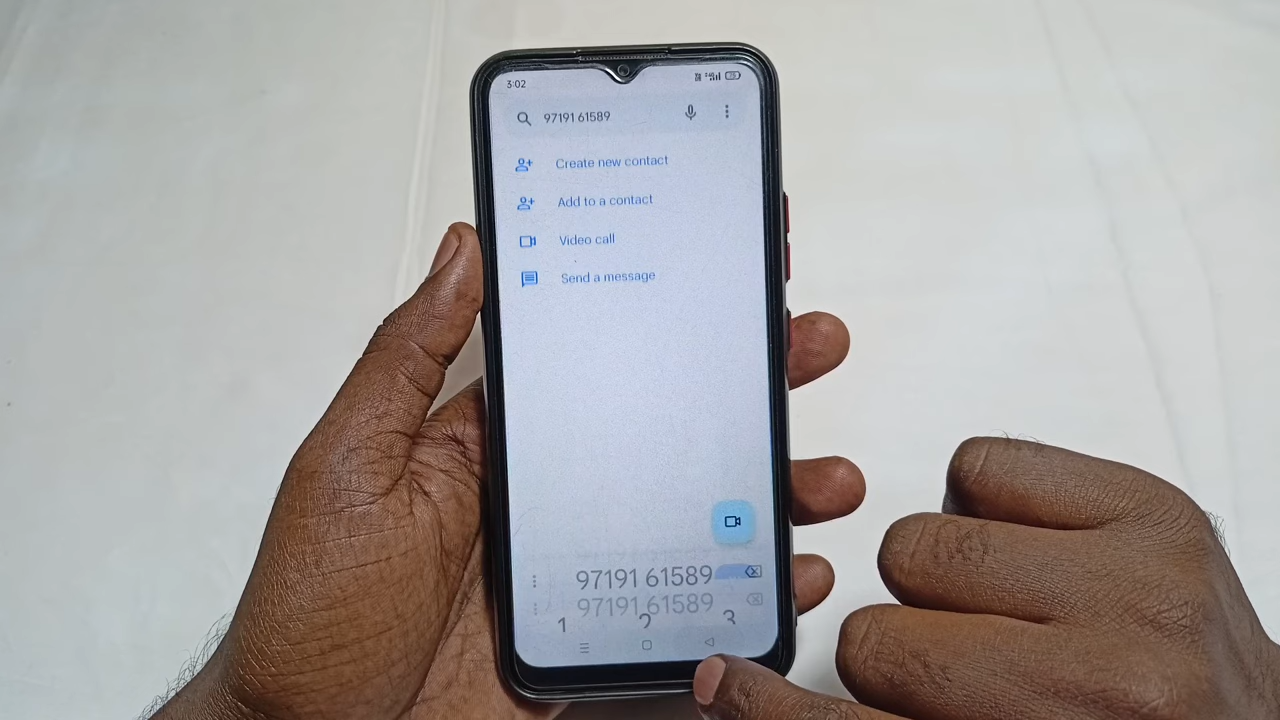 3:02
97191 61589
Create new contact
Add to a contact
Video call
Send a message
97191 61589
97191 61589
1 2 3